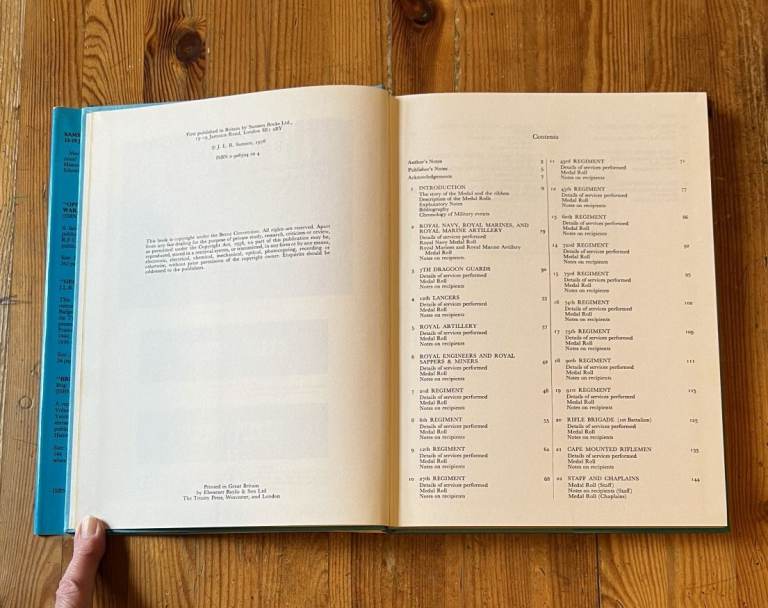 First published in Britain by Samson Books Ltd.,
© J. L. R. Samson, 1976
This book is copyright under the Berne Convention. All rights are reserved. Apart
from any fair dealing for the purpose of private study, research, criticism or review,
as permitted under the Copyright Act, 1956, no part of this publication may be,
reproduced, stored in a retrieval system, or transmitted, in any form or by any means,
electronic, electrical, chemical, mechanical, optical, photocopying, recording or
otherwise, without prior permission of the copyright owner. Enquiries should be
addressed to the publishers.
Printed in Great Britain
by Ebenezer Baylis & Son Ltd
The Trinity Press, Worcester, and London
Contents
Author's Notes
Publisher's Notes 5
Acknowledgements 7
1 INTRODUCTION 9
The story of the Medal and the ribbon
Description of the Medal Rolls
Explanatory Notes
Bibliography
Chronology of Military events
2 ROYAL NAVY, ROYAL MARINES, AND
ROYAL MARINE ARTILLERY
Details of services performed
Royal Navy Medal Roll
Royal Marines and Royal Marine Artillery
Medal Roll
Notes on recipients
3 7TH DRAGOON GUARDS
Details of services performed
Medal Roll
Notes on recipients
4 12th LANCERS
Details of services performed
Medal Roll
Notes on recipients
5 ROYAL ARTILLERY 37
Details of services performed
Medal Roll
Notes on recipients
6 ROYAL ENGINEERS AND ROYAL
SAPPERS & MINERS
Details of services performed
Medal Roll
Notes on recipients
7 2nd REGIMENT 48
Details of services performed
Medal Roll
Notes on recipients
8 6th REGIMENT 55
Details of services performed
Medal Roll
Notes on recipients
9 12th REGIMENT
Details of services performed
Medal Roll
Notes on recipients
10 27th REGIMENT 68
Details of services performed
Medal Roll
Notes on recipients
11 43rd REGIMENT
Details of services performed
Medal Roll
Notes on recipients
12 45th REGIMENT 77
Details of services performed
Medal Roll
Notes on recipients
13 60th REGIMENT 86
Details of services performed
Medal Roll
Notes on recipients
14 72nd REGIMENT
Details of services performed
Medal Roll
Notes on recipients
15 73rd REGIMENT 95
Details of services performed
Medal Roll
Notes on recipients
16 74th REGIMENT
Details of services performed
Medal Roll
Notes on recipients
17 75th REGIMENT 109
Details of services performed
Medal Roll
Notes on recipients
18 90th REGIMENT 111
Details of services performed
Medal Roll
Notes on recipients
19 91st REGIMENT
Details of services performed
Medal Roll
Notes on recipients
20 RIFLE BRIGADE (1st Battalion)
Details of services performed
Medal Roll
Notes on recipients
21 CAPE MOUNTED RIFLEMEN 135
Details of services performed
Medal Roll
Notes on recipients
22 STAFF AND CHAPLAINS 144
Medal Roll (Staff)
Notes on recipients (Staff)
Medal Roll (Chaplains)